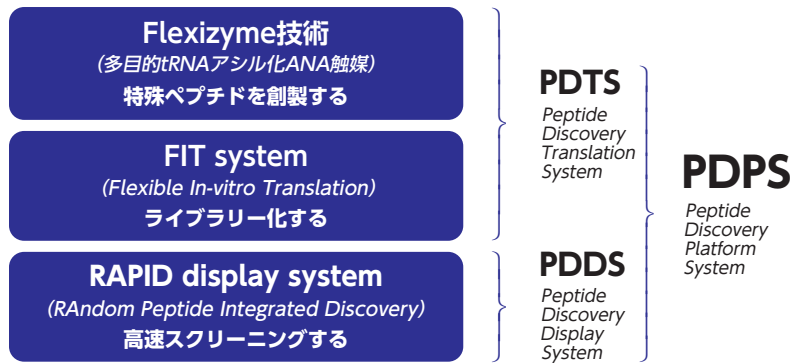 Flexizyme技術
(多目的tRNAアシル化ANA触媒)
特殊ペプチドを創製する
FIT system
(Flexible In-vitro Translation)
ライブラリー化する
RAPID display system
(RAndom Peptide Integrated Discovery)
高速スクリーニングする
PDTS
Peptide
Discovery
Translation
System
PDDS
Peptide
Discovery
Display
System
PDPS
Peptide
Discovery
Platform
System